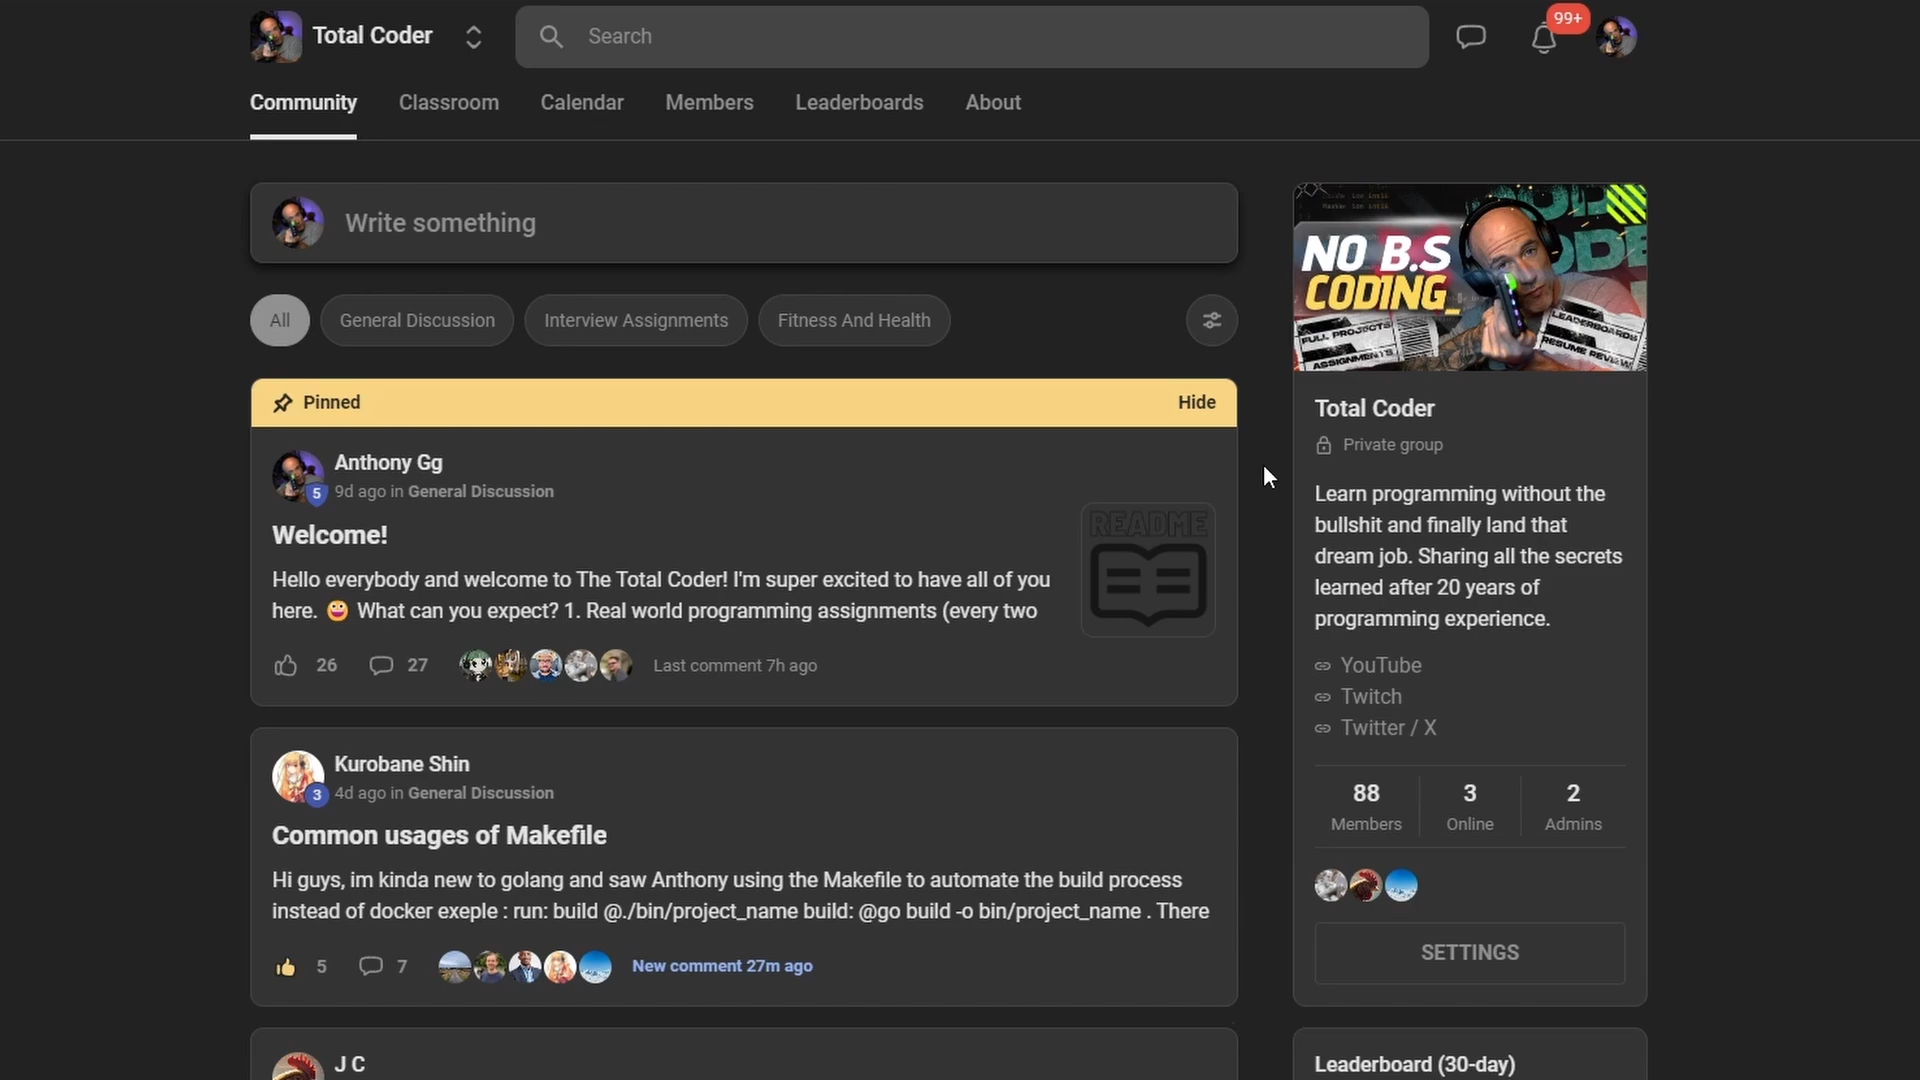 Total Coder
Search
99+
Community Classroom Calendar Members Leaderboards About
Write something
All General Discussion Interview Assignments Fitness And Health
Pinned Hide
Anthony Gg
5 9d ago in General Discussion
Welcome!
Hello everybody and welcome to The Total Coder! I'm super excited to have all of you
here. 😀 What can you expect? 1. Real world programming assignments (every two
README
26 27 Last comment 7h ago
Kurobane Shin
3 4d ago in General Discussion
Common usages of Makefile
Hi guys, im kinda new to golang and saw Anthony using the Makefile to automate the build process
instead of docker exeple : run: build @./bin/project_name build: @go build -o bin/project_name . There
5 7 New comment 27m ago
J C
NO B.S
CODING_
FULL PROJECTS
ASSIGNMENTS
LEADERBOARDS
RESUME REVIEW
Total Coder
Private group
Learn programming without the
bullshit and finally land that
dream job. Sharing all the secrets
learned after 20 years of
programming experience.
YouTube
Twitch
Twitter / X
88 3 2
Members Online Admins
SETTINGS
Leaderboard (30-day)